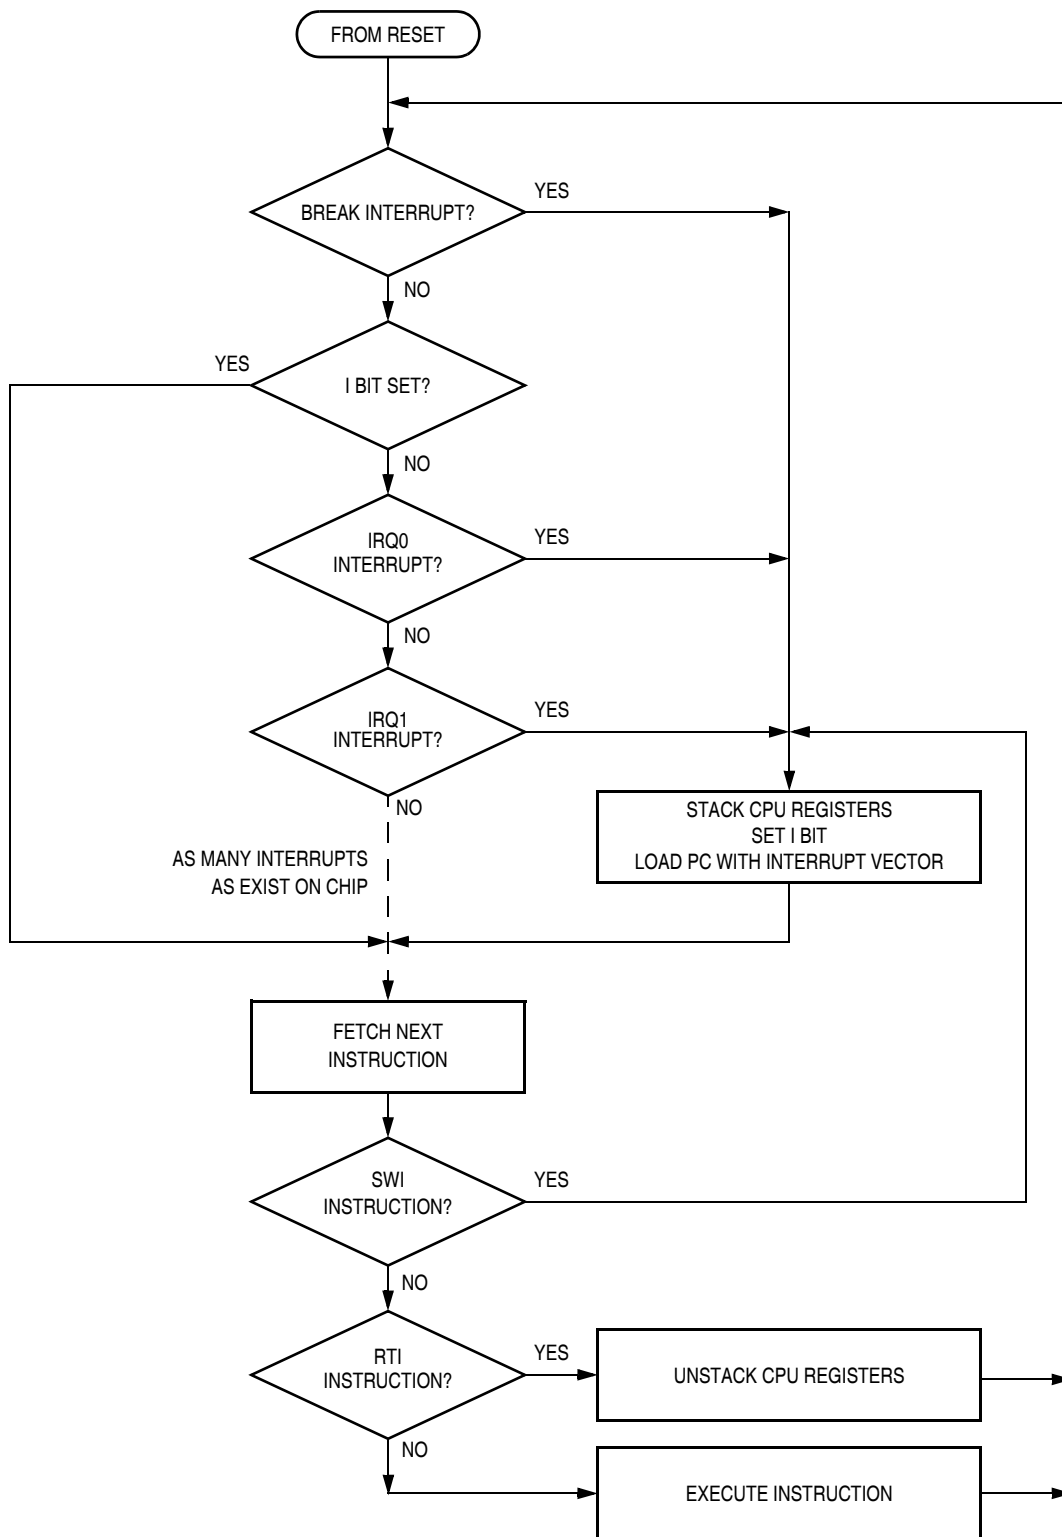 FROM RESET
BREAK INTERRUPT?
YES
NO
YES
I BIT SET?
NO
IRQ0
INTERRUPT?
YES
NO
IRQ1
INTERRUPT?
YES
NO
STACK CPU REGISTERS
SET I BIT
LOAD PC WITH INTERRUPT VECTOR
AS MANY INTERRUPTS
AS EXIST ON CHIP
FETCH NEXT
INSTRUCTION
SWI
INSTRUCTION?
YES
NO
RTI
INSTRUCTION?
YES
UNSTACK CPU REGISTERS
NO
EXECUTE INSTRUCTION